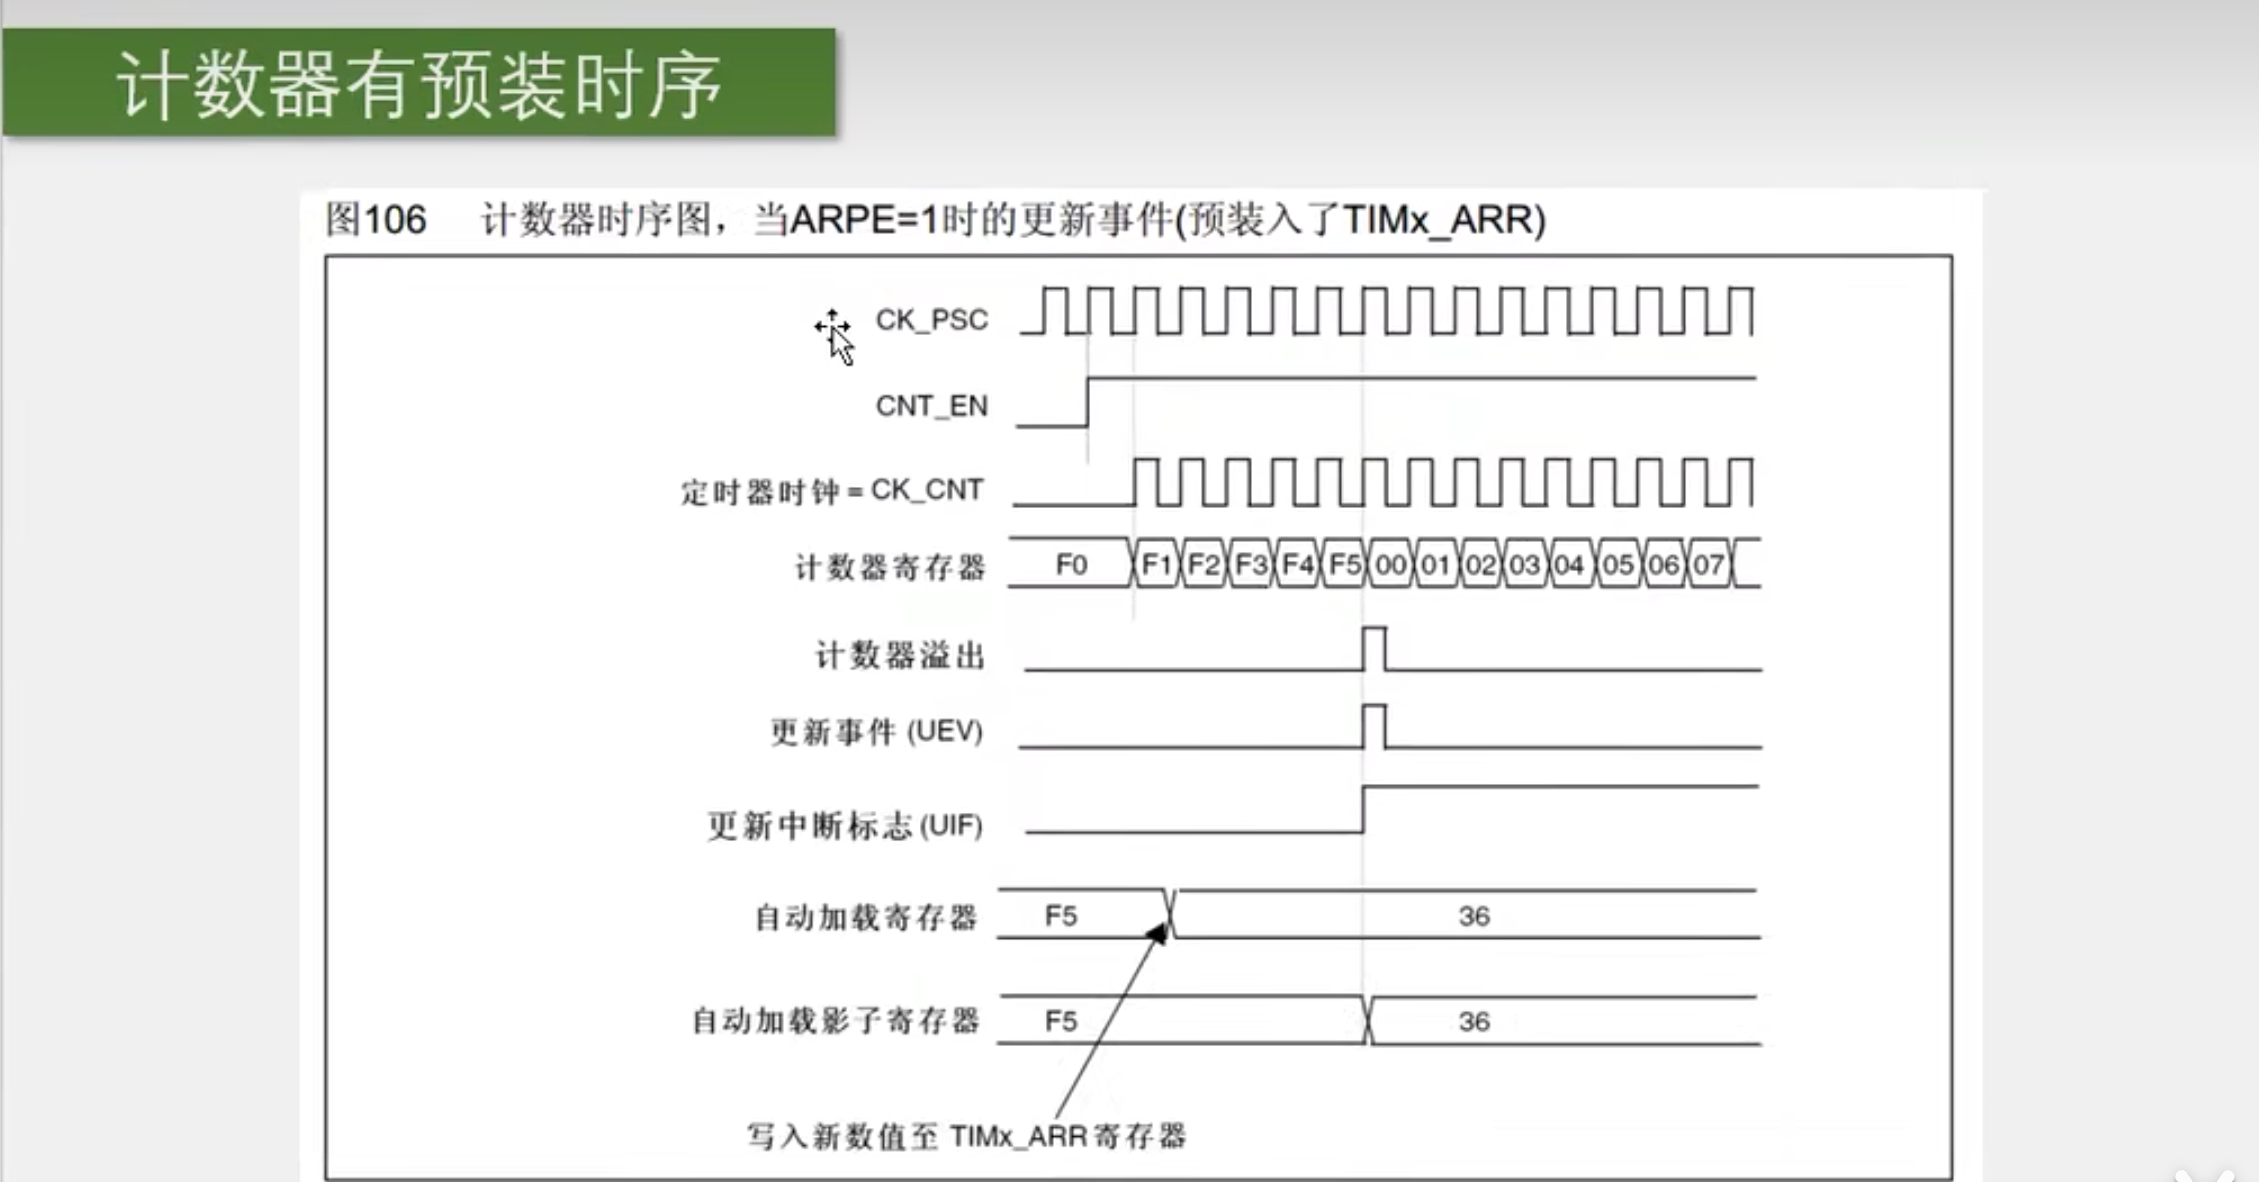 计数器有预装时序
图106 计数器时序图，当ARPE=1时的更新事件(预装入了TIMx_ARR)
CK_PSC
CNT_EN
定时器时钟 = CK_CNT
计数器寄存器 F0 F1 F2 F3 F4 F5 00 01 02 03 04 05 06 07
计数器溢出
更新事件 (UEV)
更新中断标志 (UIF)
自动加载寄存器 F5 36
自动加载影子寄存器 F5 36
写入新数值至 TIMx_ARR 寄存器